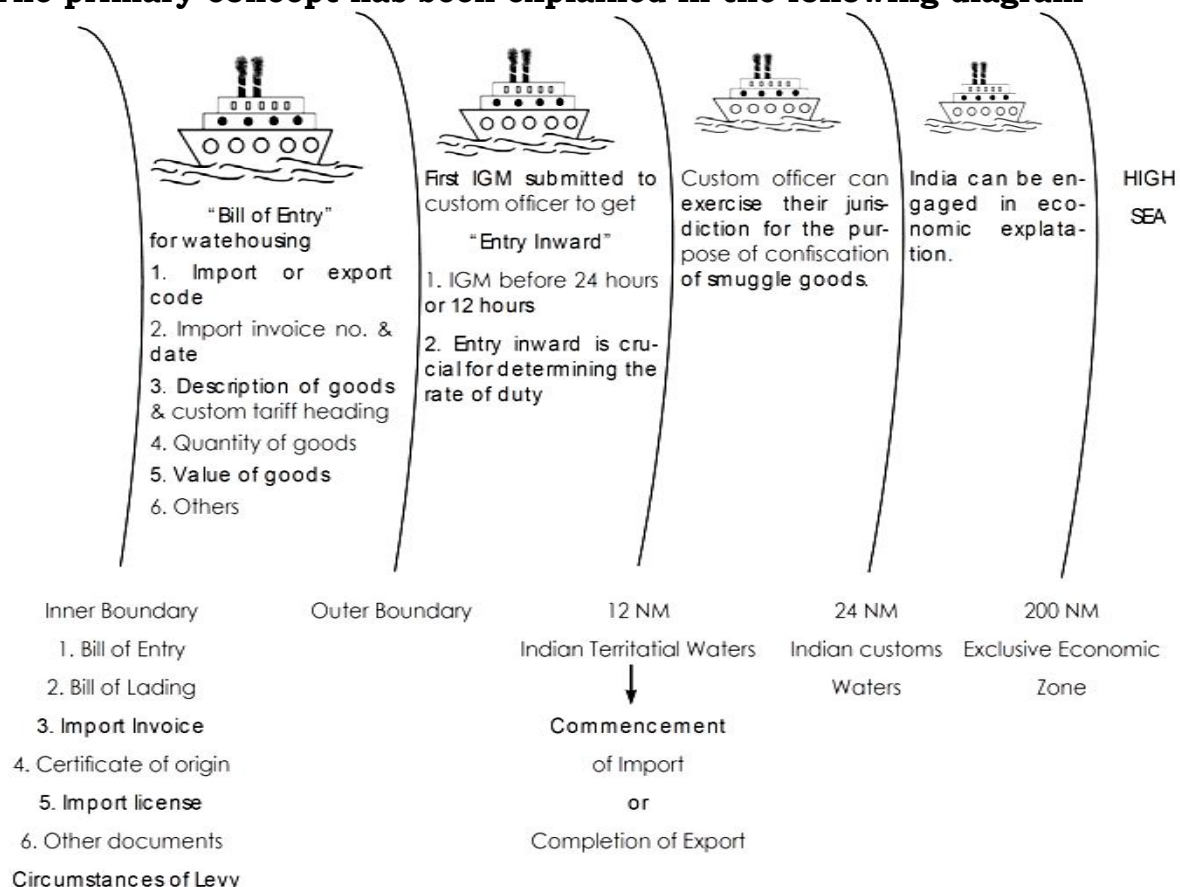 The primary concept has been explained in the following diagram
"Bill of Entry"
for watehousing
1. Import or export
code
2. Import invoice no. &
date
3. Description of goods
& custom tariff heading
4. Quantity of goods
5. Value of goods
6. Others
First IGM submitted to
custom officer to get
"Entry Inward"
1. IGM before 24 hours
or 12 hours
2. Entry inward is cru-
cial for determining the
rate of duty
Custom officer can
exercise their juris-
diction for the pur-
pose of confiscation
of smuggle goods.
India can be en-
gaged in eco-
nomic explata-
tion.
HIGH
SEA
Inner Boundary
1. Bill of Entry
2. Bill of Lading
3. Import Invoice
4. Certificate of origin
5. Import license
6. Other documents
Circumstances of Levy
Outer Boundary
12 NM
Indian Territatial Waters
Commencement
of Import
or
Completion of Export
24 NM
Indian customs
Waters
200 NM
Exclusive Economic
Zone